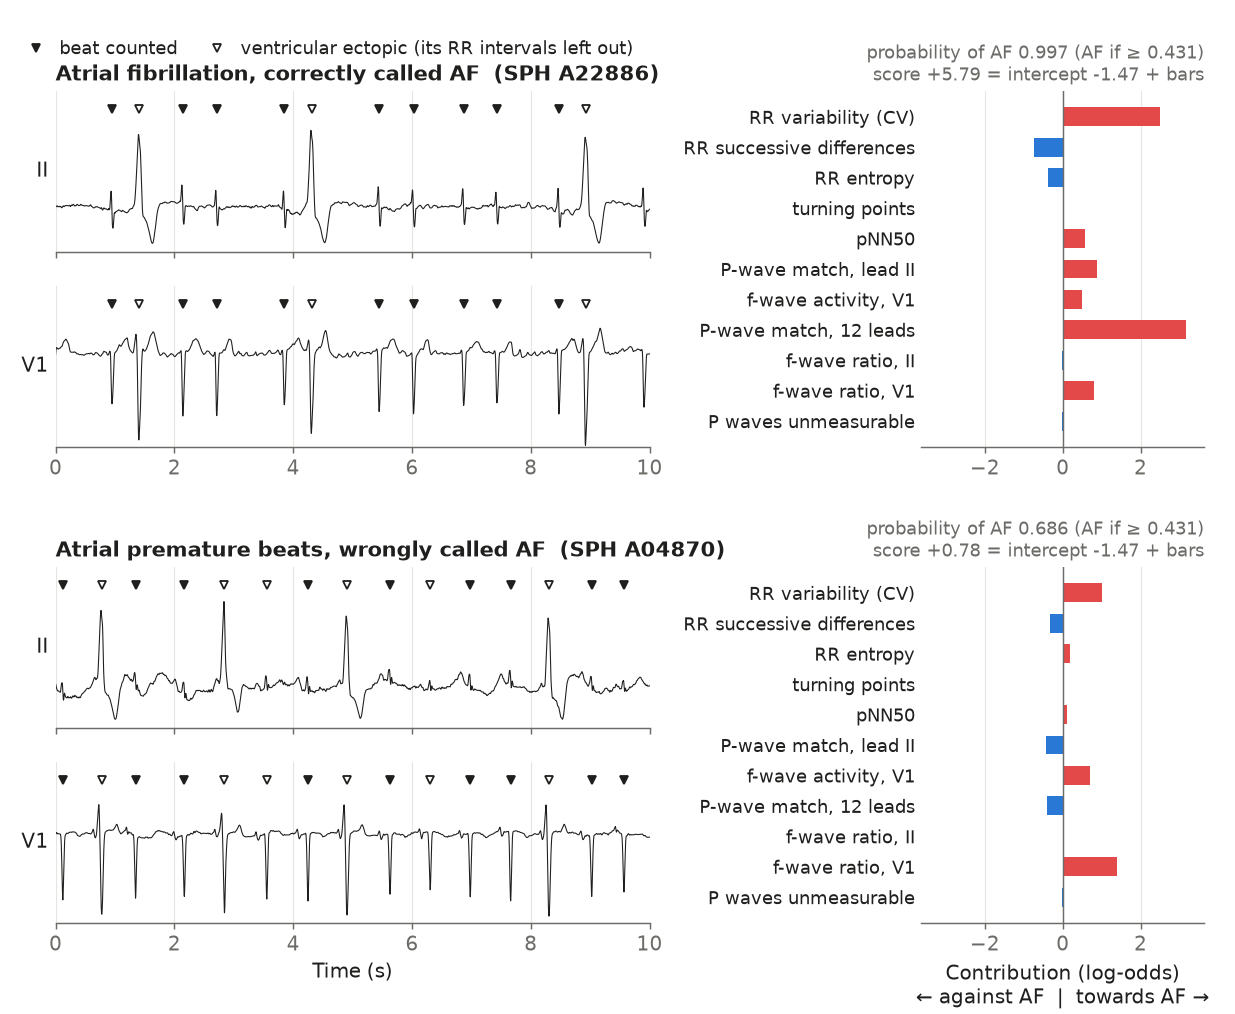 beat counted
ventricular ectopic (its RR intervals left out)
Atrial fibrillation, correctly called AF (SPH A22886)
probability of AF 0.997 (AF if ≥ 0.431)
score +5.79 = intercept -1.47 + bars
II
V1
0 2 4 6 8 10
RR variability (CV)
RR successive differences
RR entropy
turning points
pNN50
P-wave match, lead II
f-wave activity, V1
P-wave match, 12 leads
f-wave ratio, II
f-wave ratio, V1
P waves unmeasurable
−2 0 2
Atrial premature beats, wrongly called AF (SPH A04870)
probability of AF 0.686 (AF if ≥ 0.431)
score +0.78 = intercept -1.47 + bars
II
V1
0 2 4 6 8 10
Time (s)
RR variability (CV)
RR successive differences
RR entropy
turning points
pNN50
P-wave match, lead II
f-wave activity, V1
P-wave match, 12 leads
f-wave ratio, II
f-wave ratio, V1
P waves unmeasurable
−2 0 2
Contribution (log-odds)
← against AF | towards AF →